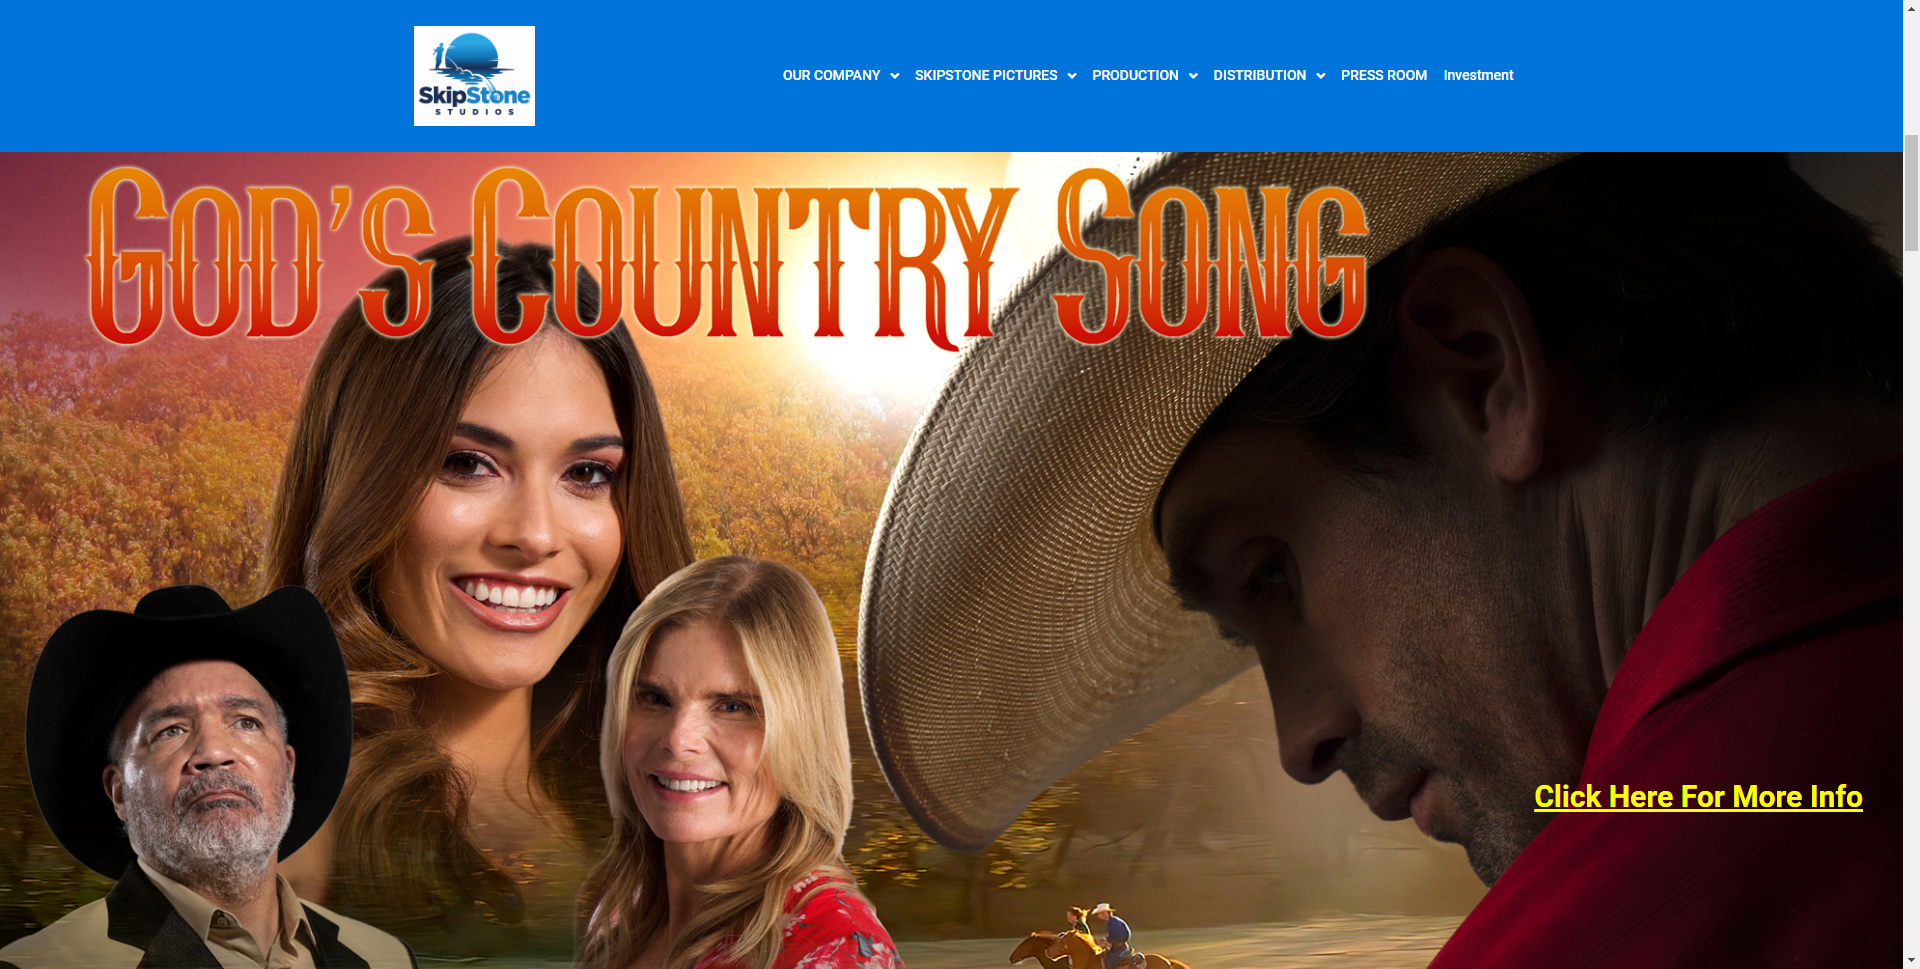 SkipStone
STUDIOS
OUR COMPANY
SKIPSTONE PICTURES
PRODUCTION
DISTRIBUTION
PRESS ROOM
Investment
GOD'S COUNTRY SONG
Click Here For More Info